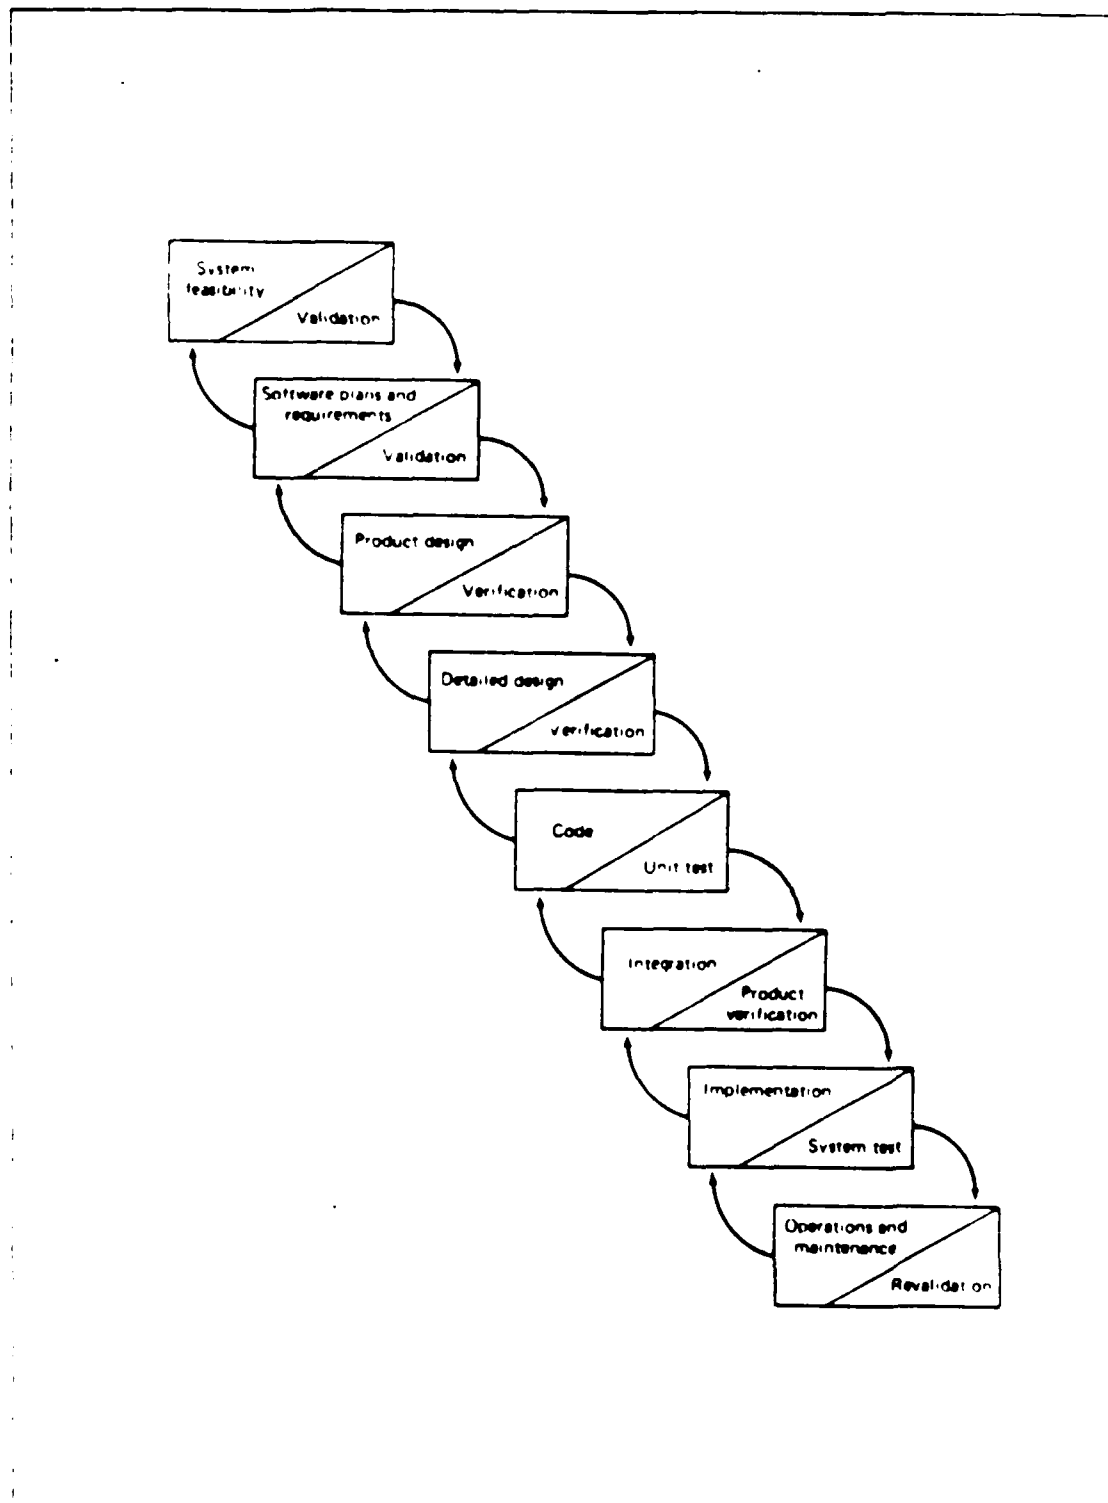 System
feasibility
Validation
Software plans and
requirements
Validation
Product design
Verification
Detailed design
Verification
Code
Unit test
Integration
Product
verification
Implementation
System test
Operations and
maintenance
Revalidation